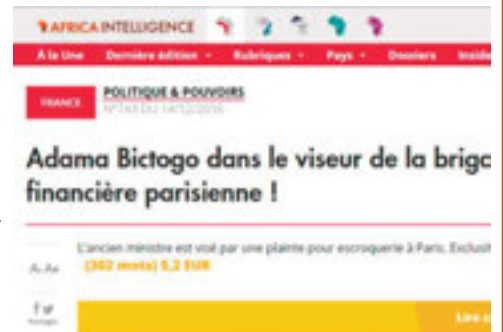 AFRICA INTELLIGENCE
À la Une Dernière édition Rubriques Pays Dossiers Inside
FRANCE
POLITIQUE & POUVOIRS
Adama Bictogo dans le viseur de la briga
financière parisienne !
L'ancien ministre est visé par une plainte pour escroquerie à Paris. Exclusi
(302 mots) 5,2 EUR
Lire